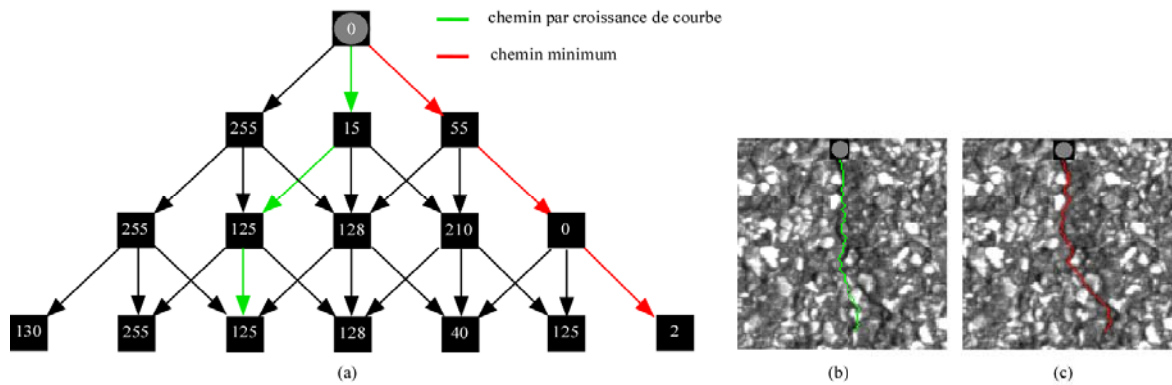 0
chemin par croissance de courbe
chemin minimum
255 15 55
255 125 128 210 0
130 255 125 128 40 125 2
(a) (b) (c)